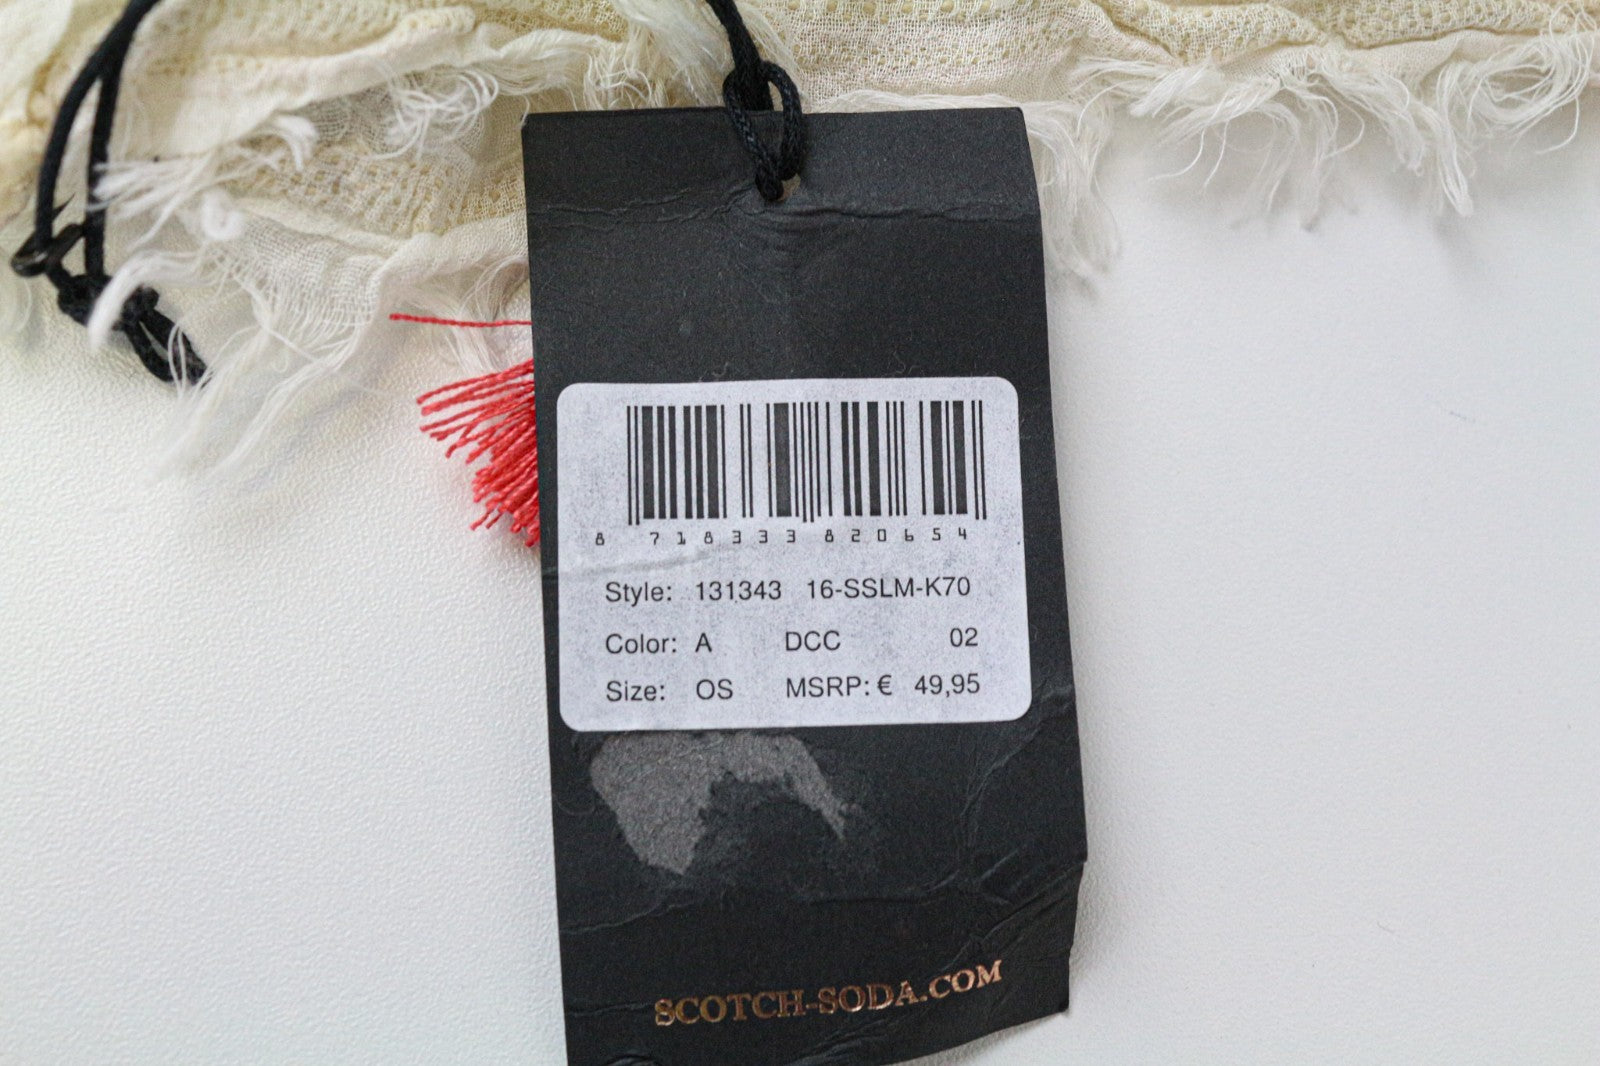 8 718333 820654
Style: 131343 16-SSLM-K70
Color: A DCC 02
Size: OS MSRP: € 49,95
SCOTCH-SODA.COM